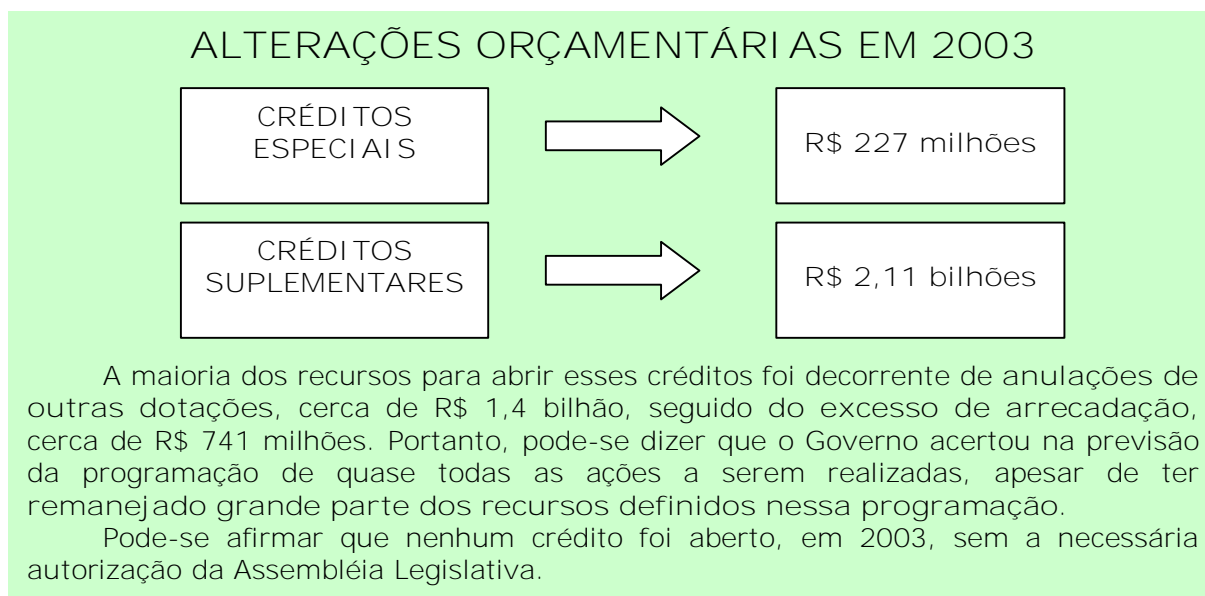 ALTERAÇÕES ORÇAMENTÁRIAS EM 2003
CRÉDITOS
ESPECIAIS
R$ 227 milhões
CRÉDITOS
SUPLEMENTARES
R$ 2,11 bilhões
A maioria dos recursos para abrir esses créditos foi decorrente de anulações de
outras dotações, cerca de R$ 1,4 bilhão, seguido do excesso de arrecadação,
cerca de R$ 741 milhões. Portanto, pode-se dizer que o Governo acertou na previsão
da programação de quase todas as ações a serem realizadas, apesar de ter
remanejado grande parte dos recursos definidos nessa programação.
Pode-se afirmar que nenhum crédito foi aberto, em 2003, sem a necessária
autorização da Assembléia Legislativa.